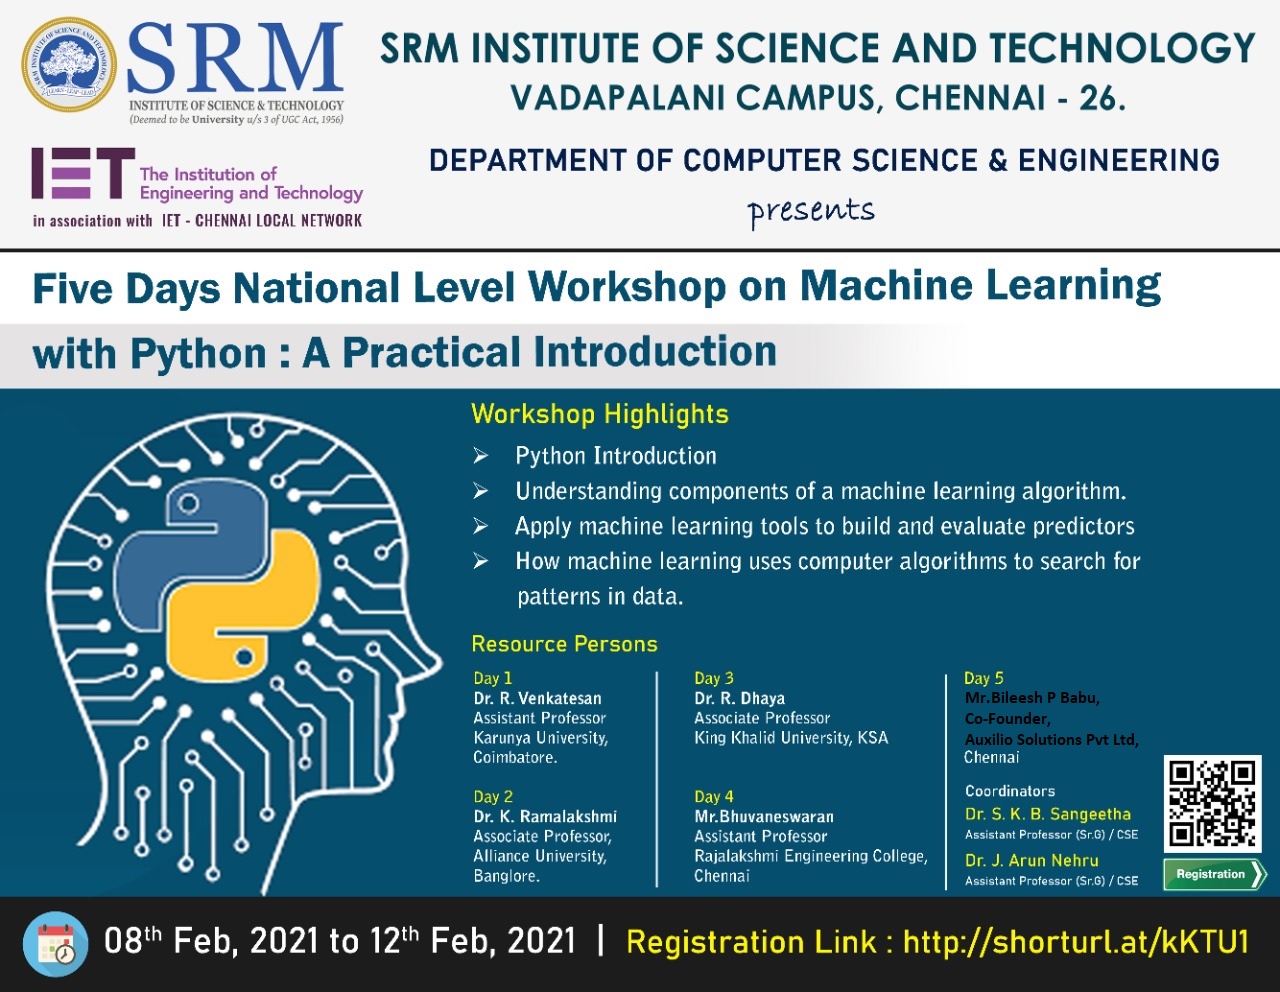 SRM
INSTITUTE OF SCIENCE & TECHNOLOGY
(Deemed to be University u/s 3 of UGC Act, 1956)
IET The Institution of
Engineering and Technology
in association with IET - CHENNAI LOCAL NETWORK
SRM INSTITUTE OF SCIENCE AND TECHNOLOGY
VADAPALANI CAMPUS, CHENNAI - 26.
DEPARTMENT OF COMPUTER SCIENCE & ENGINEERING
presents
Five Days National Level Workshop on Machine Learning
with Python : A Practical Introduction
Workshop Highlights
Python Introduction
Understanding components of a machine learning algorithm.
Apply machine learning tools to build and evaluate predictors
How machine learning uses computer algorithms to search for
patterns in data.
Resource Persons
Day 1
Dr. R. Venkatesan
Assistant Professor
Karunya University,
Coimbatore.
Day 2
Dr. K. Ramalakshmi
Associate Professor,
Alliance University,
Banglore.
Day 3
Dr. R. Dhaya
Associate Professor
King Khalid University, KSA
Day 4
Mr.Bhuvaneswaran
Assistant Professor
Rajalakshmi Engineering College,
Chennai
Day 5
Mr.Bileesh P Babu,
Co-Founder,
Auxilio Solutions Pvt Ltd,
Chennai
Coordinators
Dr. S. K. B. Sangeetha
Assistant Professor (Sr.G) / CSE
Dr. J. Arun Nehru
Assistant Professor (Sr.G) / CSE
Registration
08th Feb, 2021 to 12th Feb, 2021 | Registration Link : http://shorturl.at/kKTU1